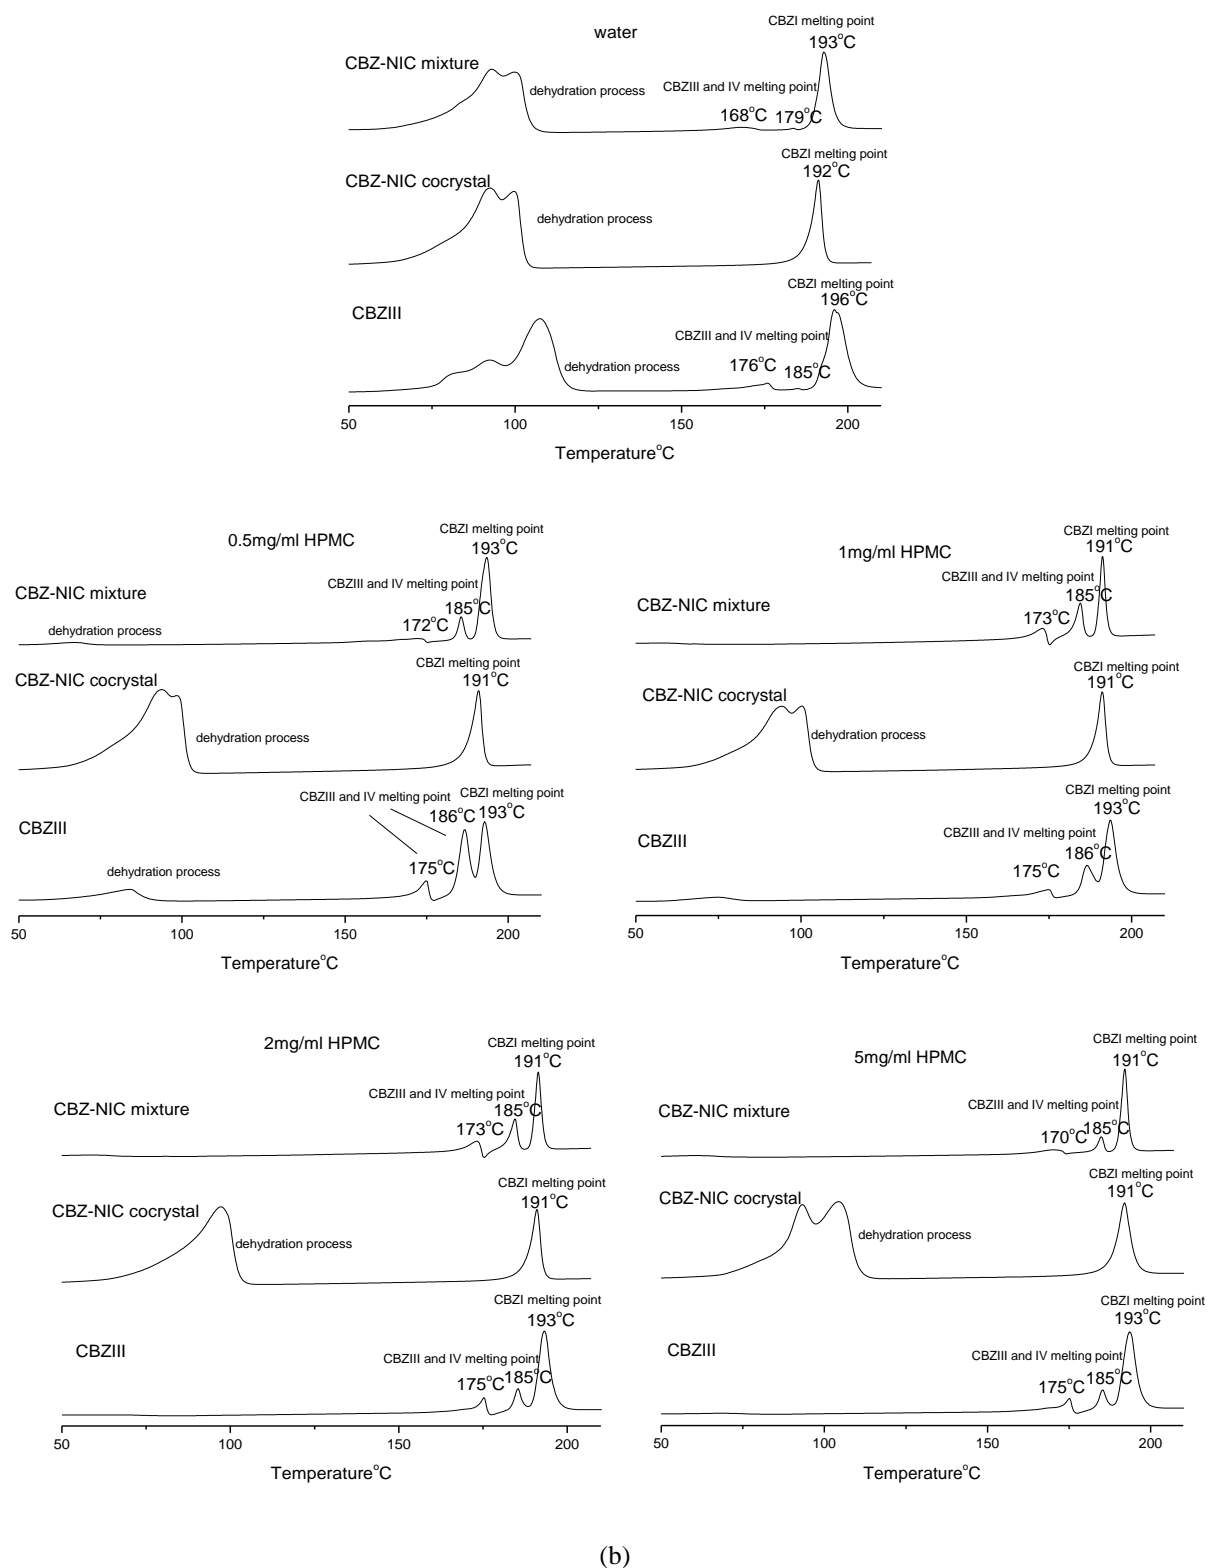 water
CBZI melting point
193°C
CBZ-NIC mixture
dehydration process
CBZIII and IV melting point
168°C
179°C
CBZI melting point
192°C
CBZ-NIC cocrystal
dehydration process
CBZI melting point
196°C
CBZIII
CBZIII and IV melting point
dehydration process
176°C
185°C
50 100 150 200
Temperature°C
0.5mg/ml HPMC
CBZI melting point
193°C
CBZIII and IV melting point
CBZ-NIC mixture
185°C
172°C
dehydration process
CBZI melting point
CBZ-NIC cocrystal
191°C
dehydration process
CBZIII and IV melting point
CBZI melting point
186°C
193°C
CBZIII
175°C
dehydration process
50 100 150 200
Temperature°C
1mg/ml HPMC
CBZI melting point
191°C
CBZIII and IV melting point
185°C
CBZ-NIC mixture
173°C
CBZI melting point
191°C
CBZ-NIC cocrystal
dehydration process
CBZI melting point
193°C
CBZIII
CBZIII and IV melting point
186°C
175°C
50 100 150 200
Temperature°C
2mg/ml HPMC
CBZI melting point
191°C
CBZIII and IV melting point
CBZ-NIC mixture
185°C
173°C
CBZI melting point
191°C
CBZ-NIC cocrystal
dehydration process
CBZI melting point
193°C
CBZIII
CBZIII and IV melting point
175°C
185°C
50 100 150 200
Temperature°C
5mg/ml HPMC
CBZI melting point
191°C
CBZIII and IV melting point
CBZ-NIC mixture
185°C
170°C
CBZI melting point
191°C
CBZ-NIC cocrystal
dehydration process
CBZI melting point
193°C
CBZIII
CBZIII and IV melting point
175°C
185°C
50 100 150 200
Temperature°C
(b)